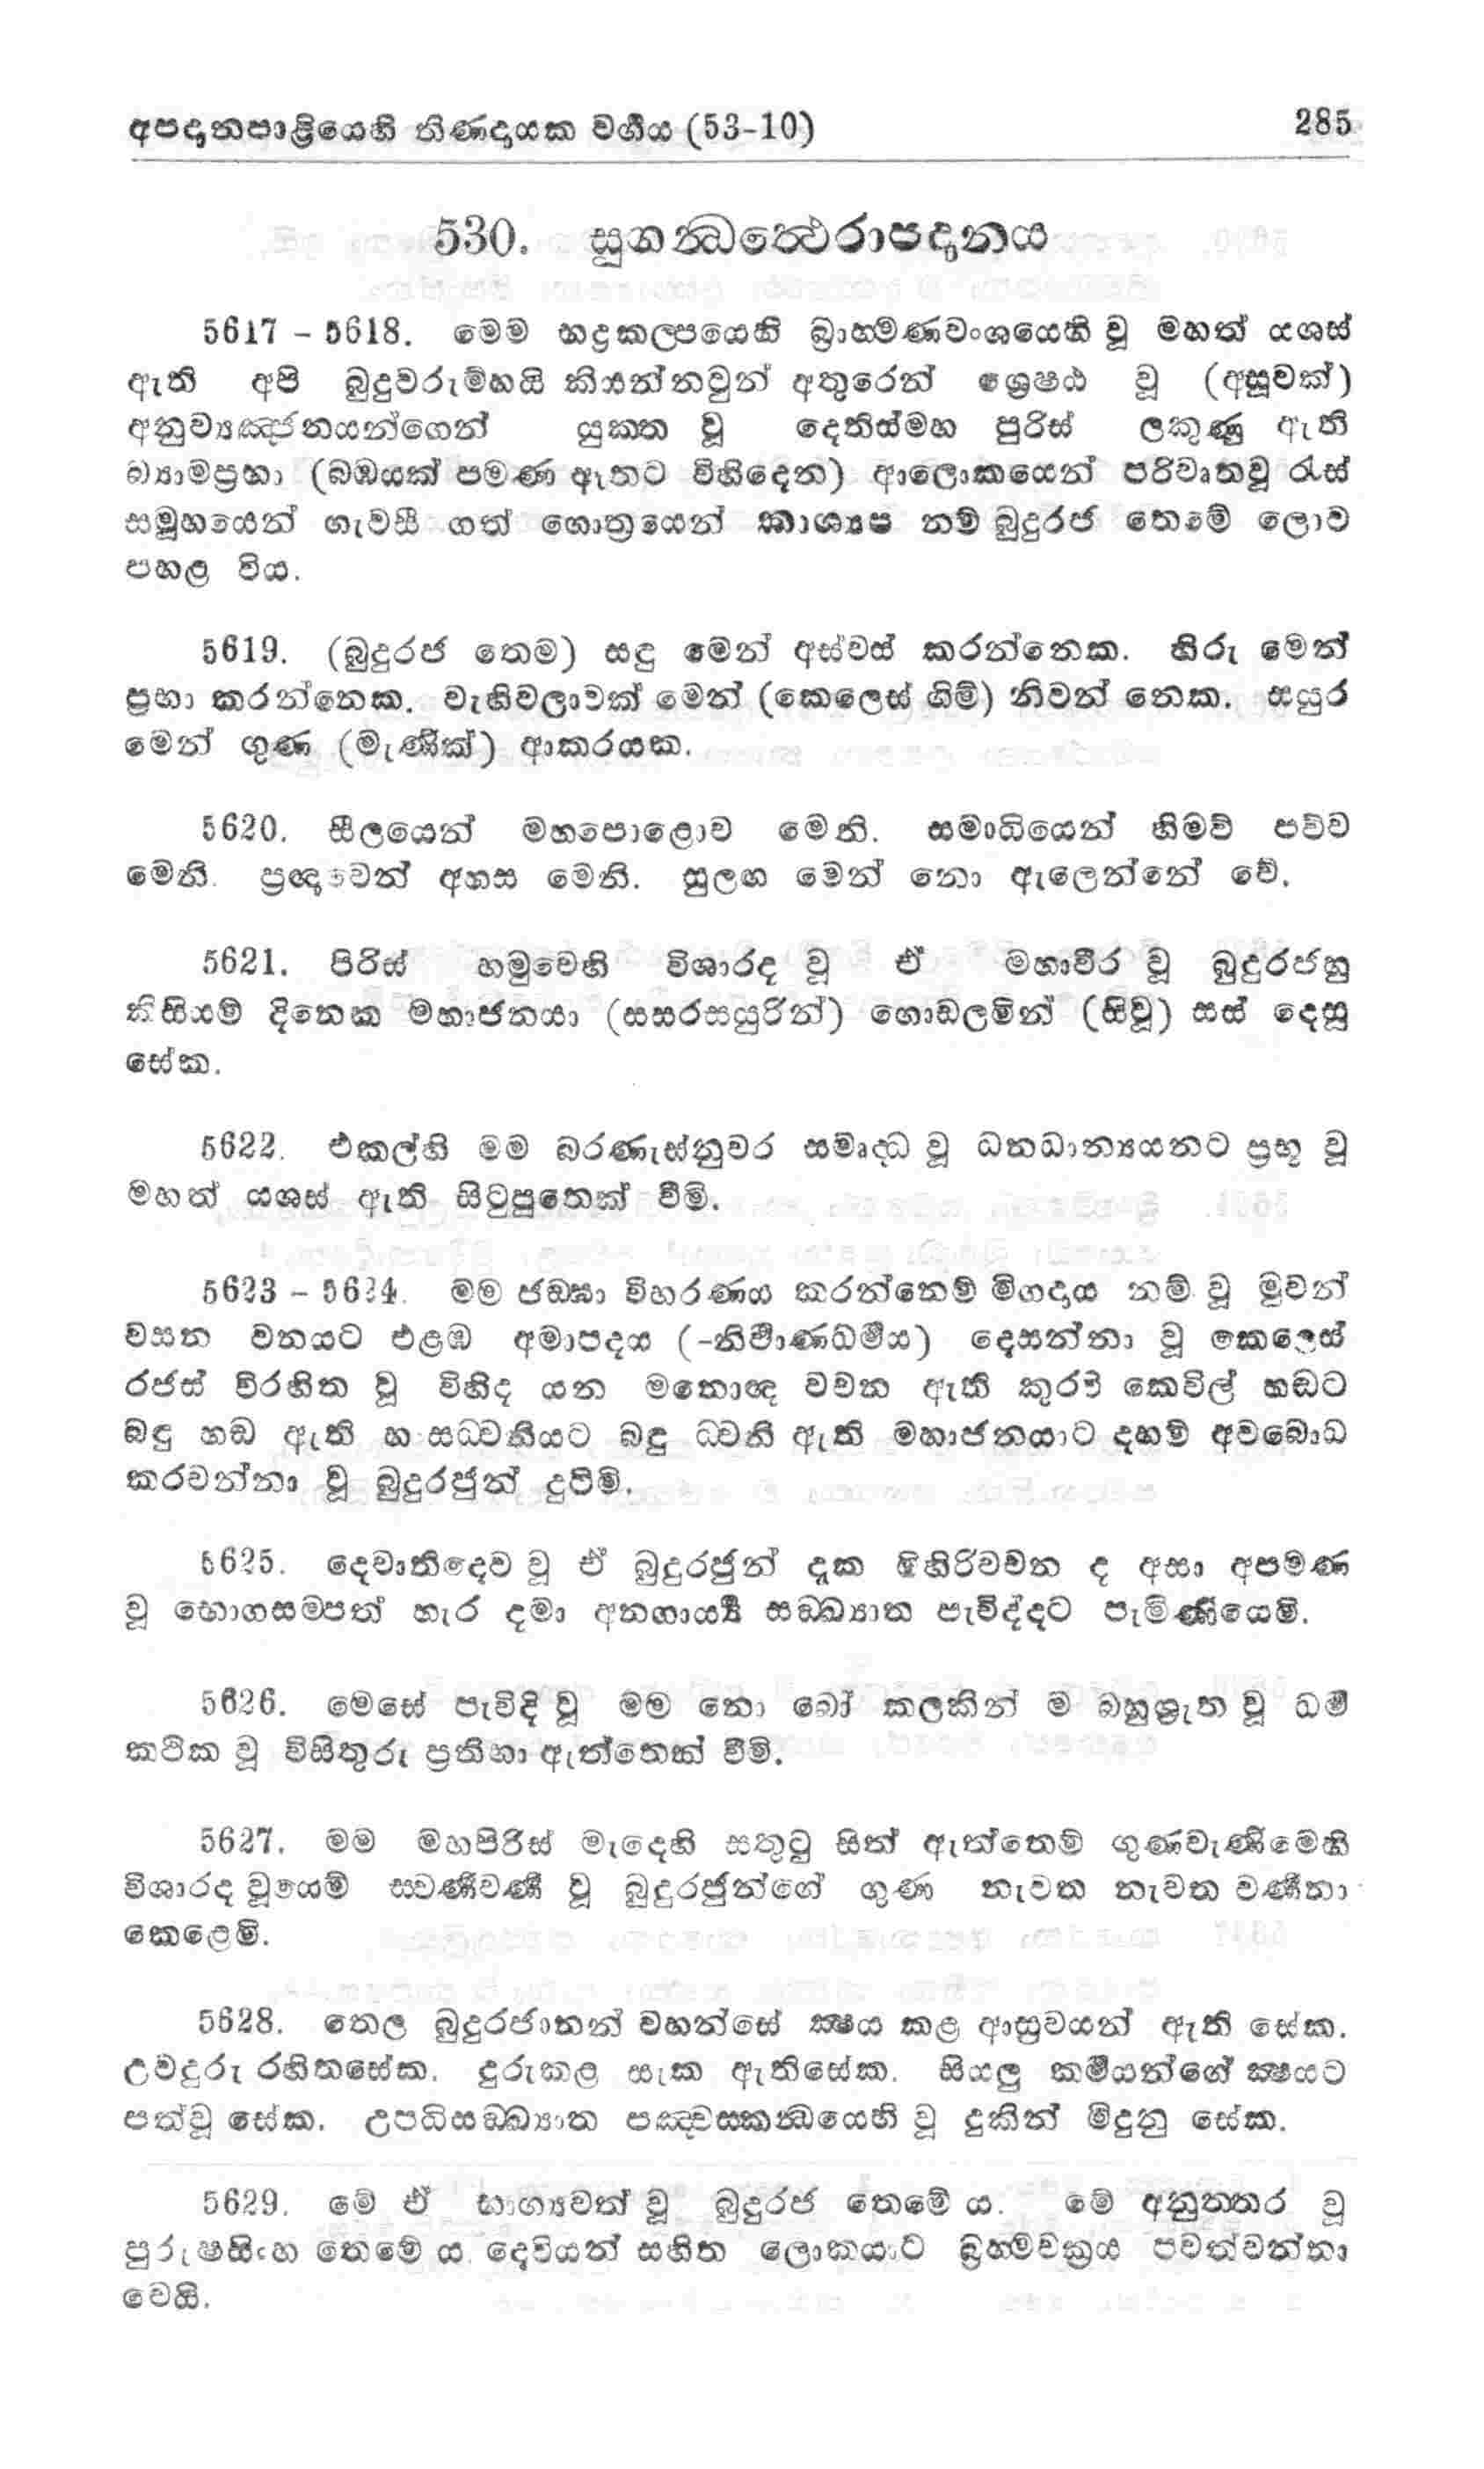 අපදානපාළියෙහි තිණදායක වර්ගය (53-10) 285
530. සුගන්ධත්ථෙරාපදානය
5617 – 5618. මෙම භද්‍රකල්පයෙහි බ්‍රාහ්මණවංශයෙහි වූ මහත් යශස්
ඇති අපි බුදුවරුම්හයි කියන්නවුන් අතුරෙන් ශ්‍රෙෂ්ඨ වූ (අසූවක්)
අනුව්‍යඤ්ජනයන්ගෙන් යුක්ත වූ දෙතිස්මහ පුරිස් ලකුණු ඇති
ව්‍යාමප්‍රභා (බඹයක් පමණ ඈතට විහිදෙන) ආලොකයෙන් පරිවෘතවූ රැස්
සමූහයෙන් ගැවසී ගත් ගොත්‍රයෙන් කාශ්‍යප නම් බුදුරජ තෙමේ ලොව
පහළ විය.
5619. (බුදුරජ තෙම) සඳු මෙන් අස්වස් කරන්නෙක. හිරු මෙන්
ප්‍රභා කරන්නෙක. වැහිවලාවක් මෙන් (කෙලෙස් ගිම්) නිවන් නෙක. සයුර
මෙන් ගුණ (මැණික්) ආකරයක.
5620. සීලයෙන් මහපොළොව මෙනි. සමාධියෙන් හිමව් පව්ව
මෙනි. ප්‍රඥාවෙන් අහස මෙනි. සුලඟ මෙන් නො ඇලෙන්නේ වේ.
5621. පිරිස් හමුවෙහි විශාරද වූ ඒ මහාවීර වූ බුදුරජහු
කිසියම් දිනෙක මහාජනයා (සසරසයුරින්) ගොඩලමින් (සිවූ) සස් දෙසූ
සේක.
5622. එකල්හි මම බරණැස්නුවර සමෘද්ධ වූ ධනධාන්‍යයනට ප්‍රභූ වූ
මහත් යශස් ඇති සිටුපුතෙක් වීමි.
5623 – 5624. මම ජඞ්ඝා විහරණය කරන්නෙම් මිගදාය නම් වූ මුවන්
වසන වනයට එළඹ අමාපදය (-නිර්වාණධර්මය) දෙසන්නා වූ කෙලෙස්
රජස් විරහිත වූ විහිද යන මනොඥ වචන ඇති කුරවී කෙවිල් හඬට
බඳු හඬ ඇති හංසධ්වනියට බඳු ධ්වනි ඇති මහාජනයාට දහම් අවබොධ
කරවන්නා වූ බුදුරජුන් දුපිමි.
5625. දෙවාතිදෙව වූ ඒ බුදුරජුන් දැක මිහිරිවචන ද අසා අපමණ
වූ භොගසම්පත් හැර දමා අනගාර්ය්‍ය සඞ්ඛ්‍යාත පැවිද්දට පැමිණියෙමි.
5626. මෙසේ පැවිදි වූ මම නො බෝ කලකින් ම බහුශ්‍රැත වූ ධර්ම
කථික වූ විසිතුරු ප්‍රතිභා ඇත්තෙක් වීමි.
5627. මම මහපිරිස් මැදෙහි සතුටු සිත් ඇත්තෙම් ගුණවැණීමෙහි
විශාරද වූයෙම් ස්වර්ණවර්ණ වූ බුදුරජුන්ගේ ගුණ නැවත නැවත වර්ණනා
කෙළෙමි.
5628. තෙල බුදුරජාණන් වහන්සේ ක්ෂය කළ ආස්‍රවයන් ඇති සේක.
උවදුරු රහිතසේක. දුරුකළ සැක ඇතිසේක. සියලු කර්මයන්ගේ ක්ෂයට
පත්වූ සේක. උපධිසඞ්ඛ්‍යාත පඤ්චස්කන්ධයෙහි වූ දුකින් මිදුනු සේක.
5629. මේ ඒ භාග්‍යවත් වූ බුදුරජ තෙමේ ය. මේ අනුත්තර වූ
පුරුෂසිංහ තෙමේ ය. දෙවියන් සහිත ලොකයාට බ්‍රහ්මචක්‍රය පවත්වන්නා
වෙයි.